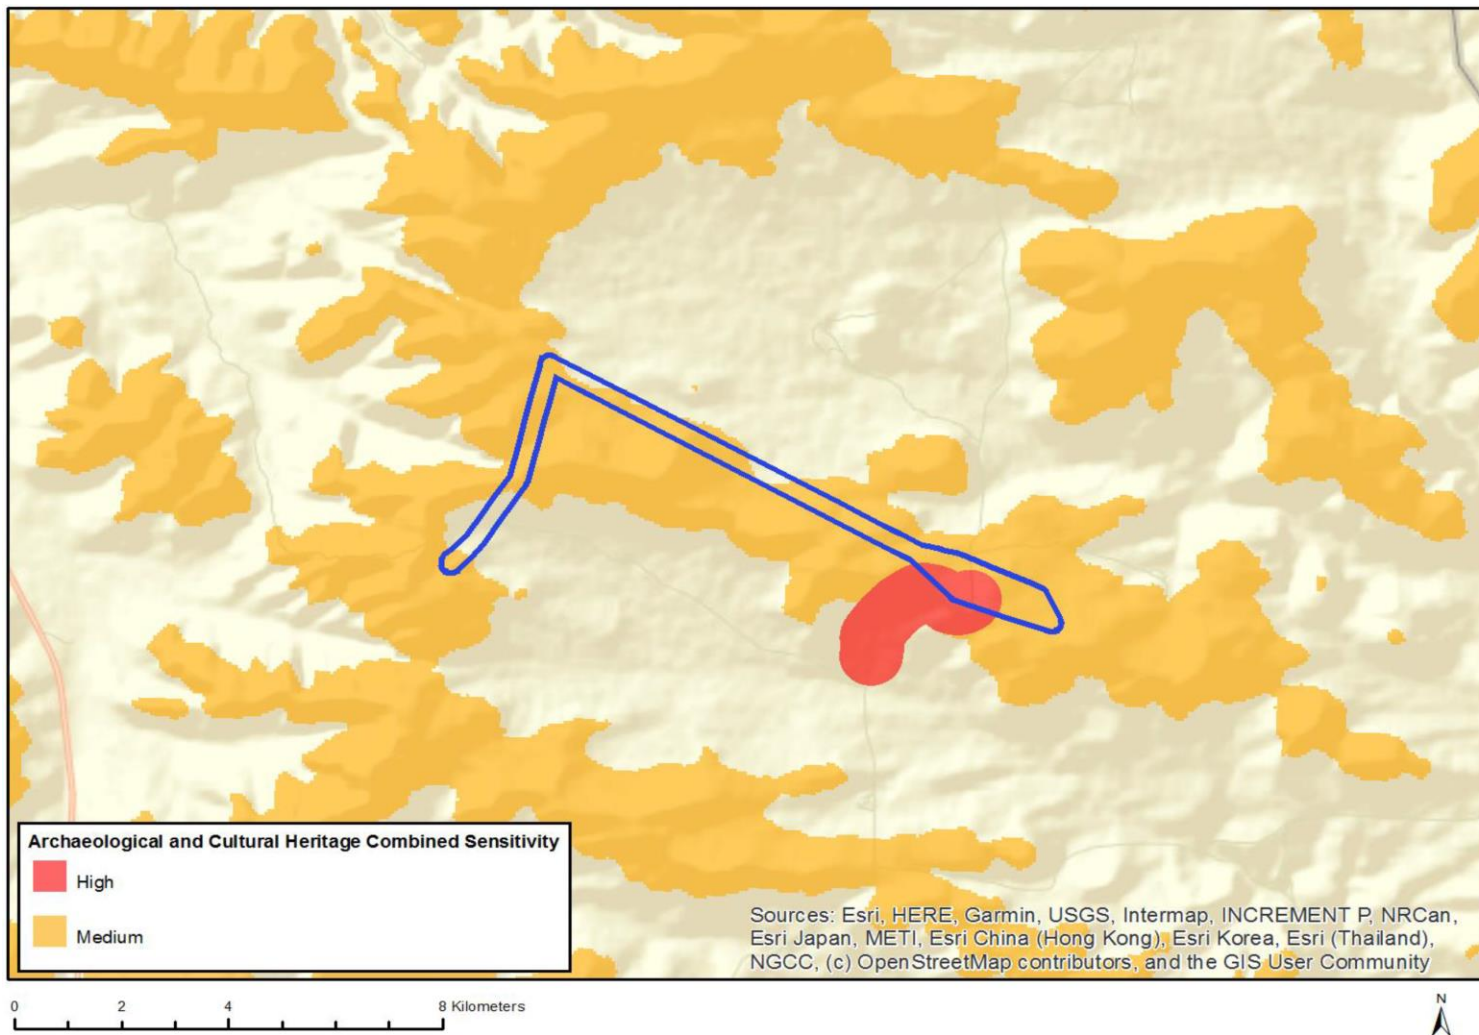 Archaeological and Cultural Heritage Combined Sensitivity
High
Medium
Sources: Esri, HERE, Garmin, USGS, Intermap, INCREMENT P, NRCan,
Esri Japan, METI, Esri China (Hong Kong), Esri Korea, Esri (Thailand),
NGCC, (c) OpenStreetMap contributors, and the GIS User Community
0 2 4 8 Kilometers
N